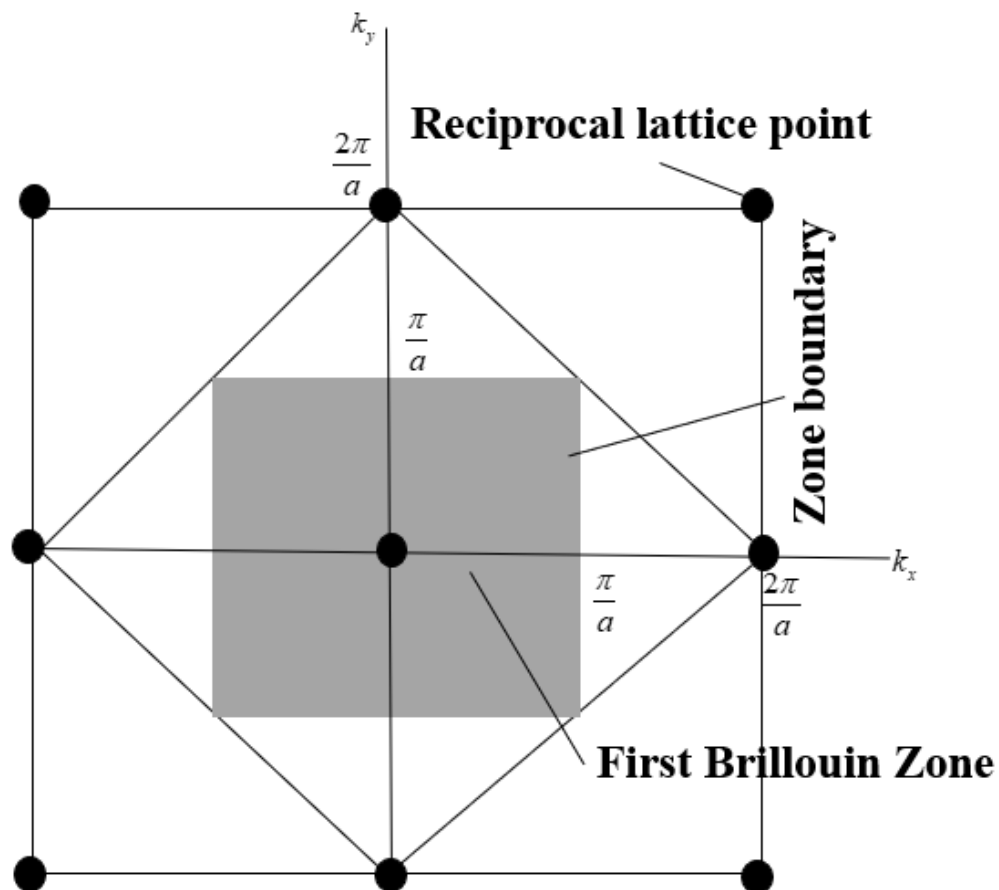 k_y
Reciprocal lattice point
2π/a
Zone boundary
π/a
k_x
π/a
2π/a
First Brillouin Zone